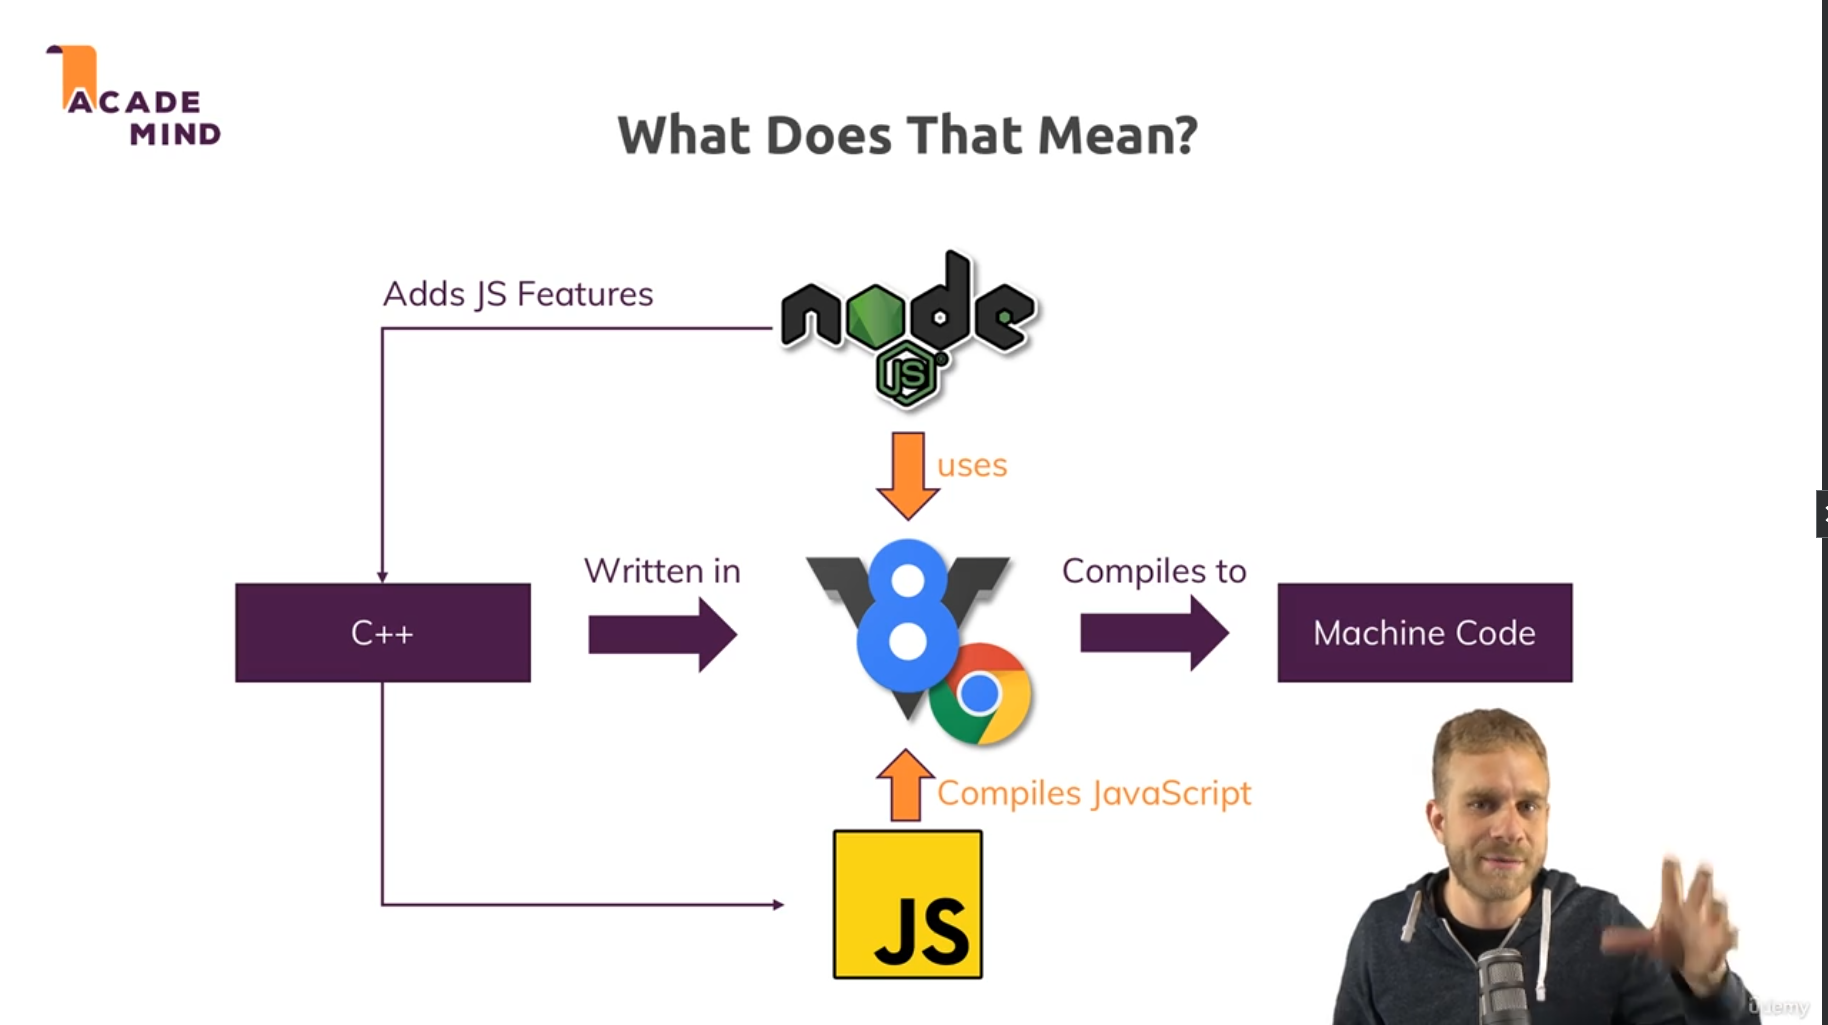 ACADE
MIND
What Does That Mean?
Adds JS Features
node
JS
®
uses
Written in
Compiles to
C++
V8
Machine Code
Compiles JavaScript
JS
udemy